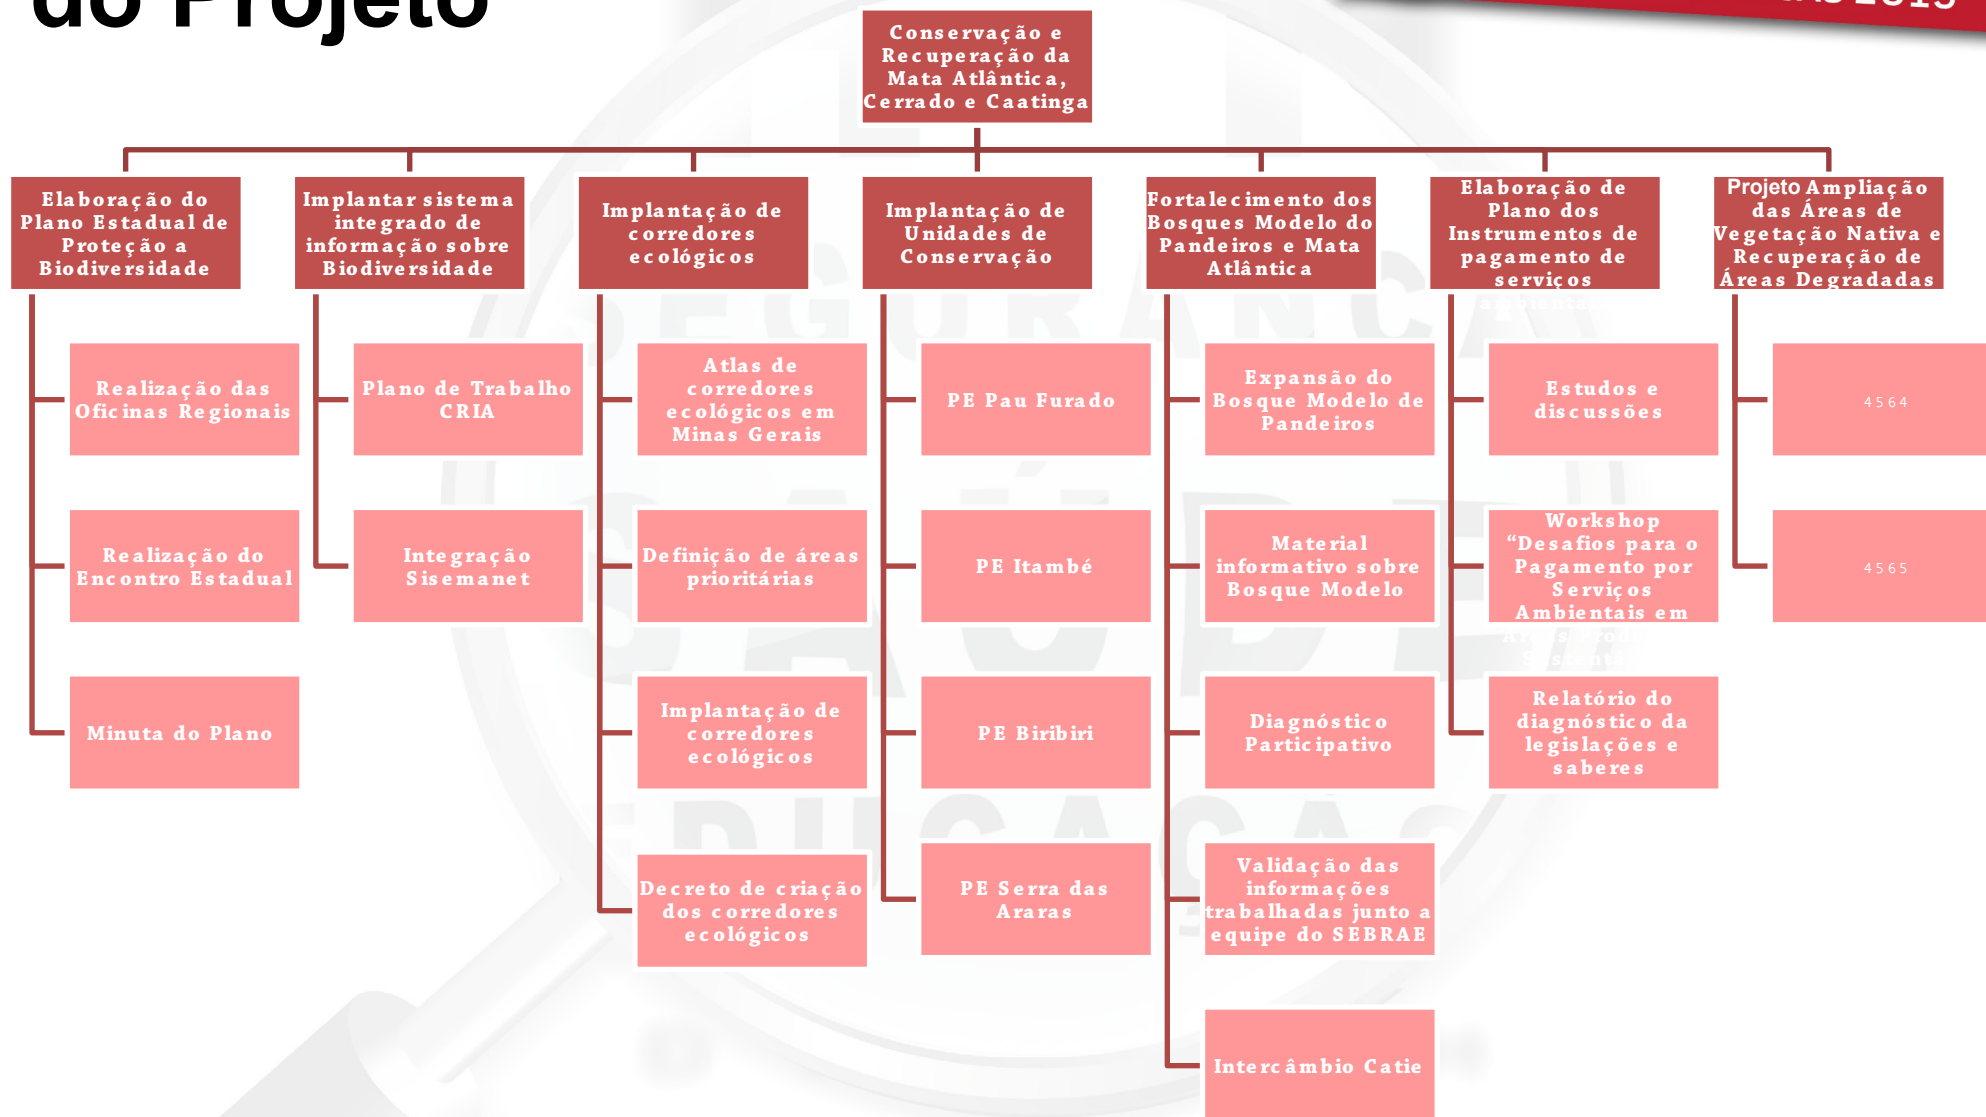 do Projeto
2015
Conservação e
Recuperação da
Mata Atlântica,
Cerrado e Caatinga
Elaboração do
Plano Estadual de
Proteção a
Biodiversidade
Realização das
Oficinas Regionais
Realização do
Encontro Estadual
Minuta do Plano
Implantar sistema
integrado de
informação sobre
Biodiversidade
Plano de Trabalho
CRIA
Integração
Sisemanet
Implantação de
corredores
ecológicos
Atlas de
corredores
ecológicos em
Minas Gerais
Definição de áreas
prioritárias
Implantação de
corredores
ecológicos
Decreto de criação
dos corredores
ecológicos
Implantação de
Unidades de
Conservação
PE Pau Furado
PE Itambé
PE Biribiri
PE Serra das
Araras
Fortalecimento dos
Bosques Modelo do
Pandeiros e Mata
Atlântica
Expansão do
Bosque Modelo de
Pandeiros
Material
informativo sobre
Bosque Modelo
Diagnóstico
Participativo
Validação das
informações
trabalhadas junto a
equipe do SEBRAE
Intercâmbio Catie
Elaboração de
Plano dos
Instrumentos de
pagamento de
serviços
Estudos e
discussões
Workshop
“Desafios para o
Pagamento por
Serviços
Ambientais em
Relatório do
diagnóstico da
legislações e
saberes
Projeto Ampliação
das Áreas de
Vegetação Nativa e
Recuperação de
Áreas Degradadas
4564
4565
SEGURANÇA
SAÚDE
EDUCAÇÃO